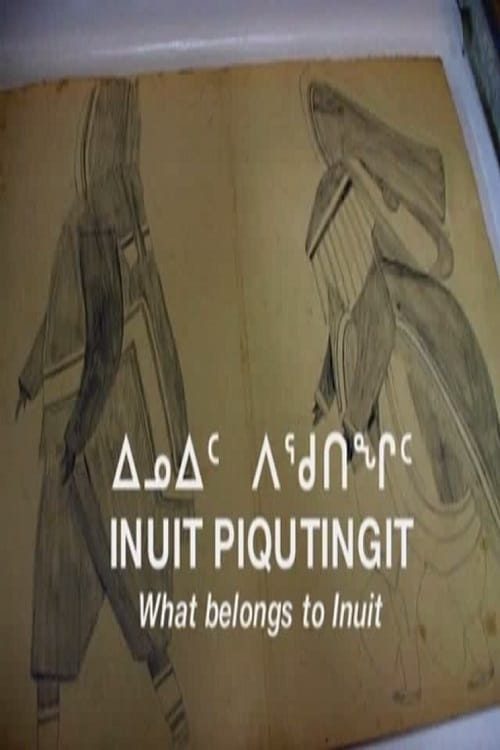 ᐃᓄᐃᑦ ᐱᖁᑎᖏᑦ
INUIT PIQUTINGIT
What belongs to Inuit